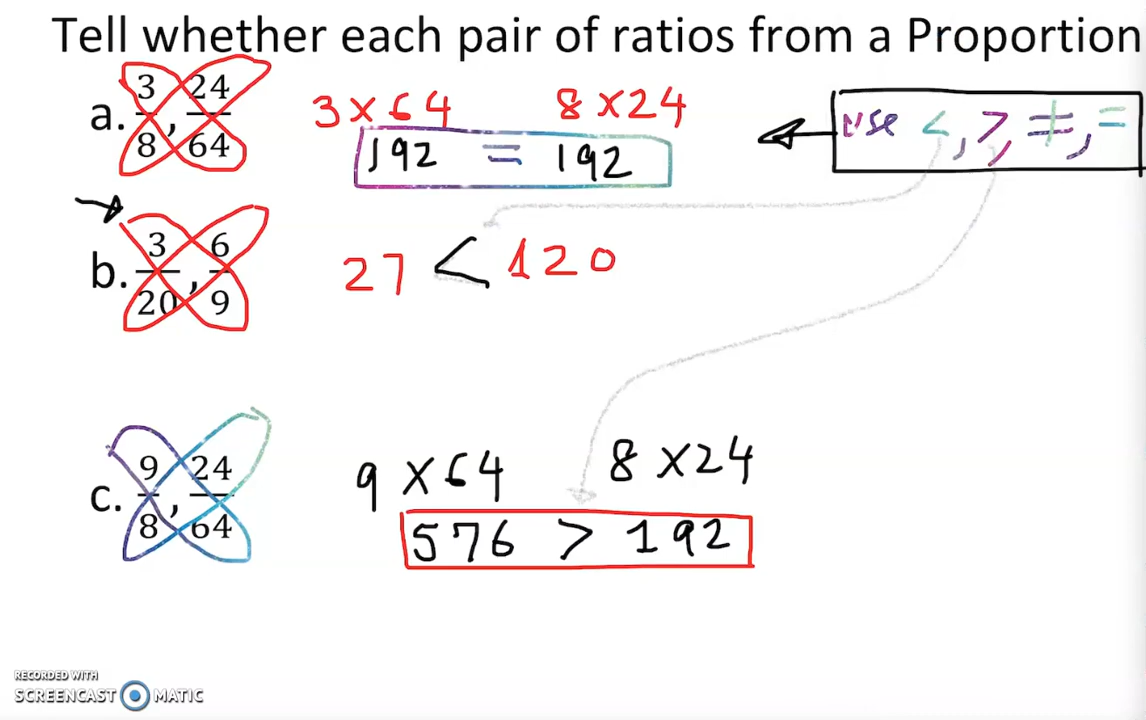 Tell whether each pair of ratios from a Proportion
a. 3/8 , 24/64
3 × 64 8 × 24
192 = 192
use <, >, ≠, =
b. 3/20 , 6/9
27 < 120
c. 9/8 , 24/64
9 × 64 8 × 24
576 > 192
RECORDED WITH
SCREENCAST MATIC